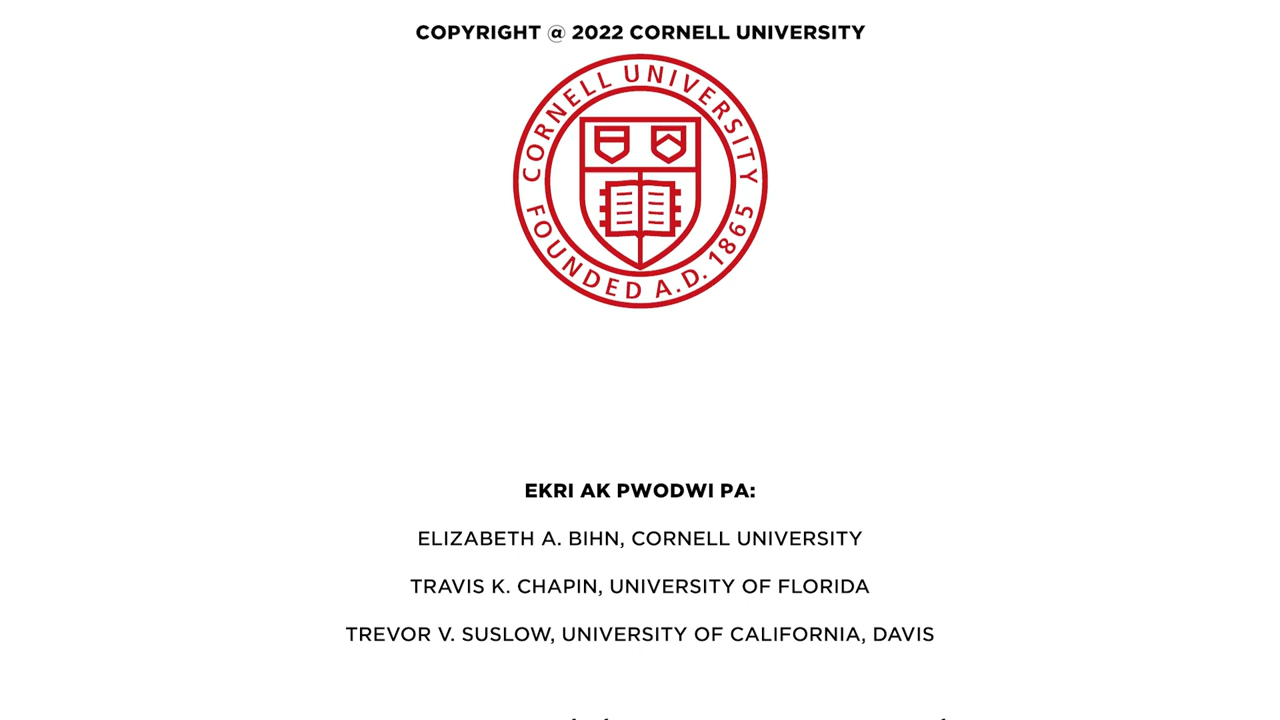 COPYRIGHT @ 2022 CORNELL UNIVERSITY
CORNELL UNIVERSITY
FOUNDED A.D. 1865
EKRI AK PWODWI PA:
ELIZABETH A. BIHN, CORNELL UNIVERSITY
TRAVIS K. CHAPIN, UNIVERSITY OF FLORIDA
TREVOR V. SUSLOW, UNIVERSITY OF CALIFORNIA, DAVIS